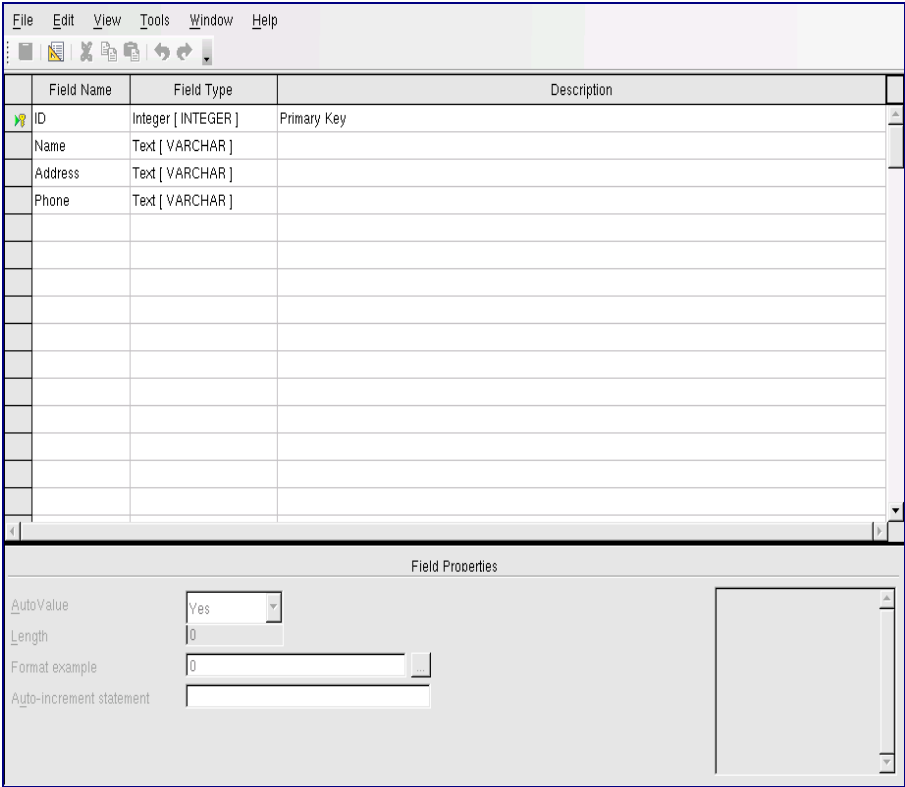 File Edit View Tools Window Help
Field Name Field Type Description
ID Integer [ INTEGER ] Primary Key
Name Text [ VARCHAR ]
Address Text [ VARCHAR ]
Phone Text [ VARCHAR ]
Field Properties
AutoValue Yes
Length 0
Format example 0 ...
Auto-increment statement